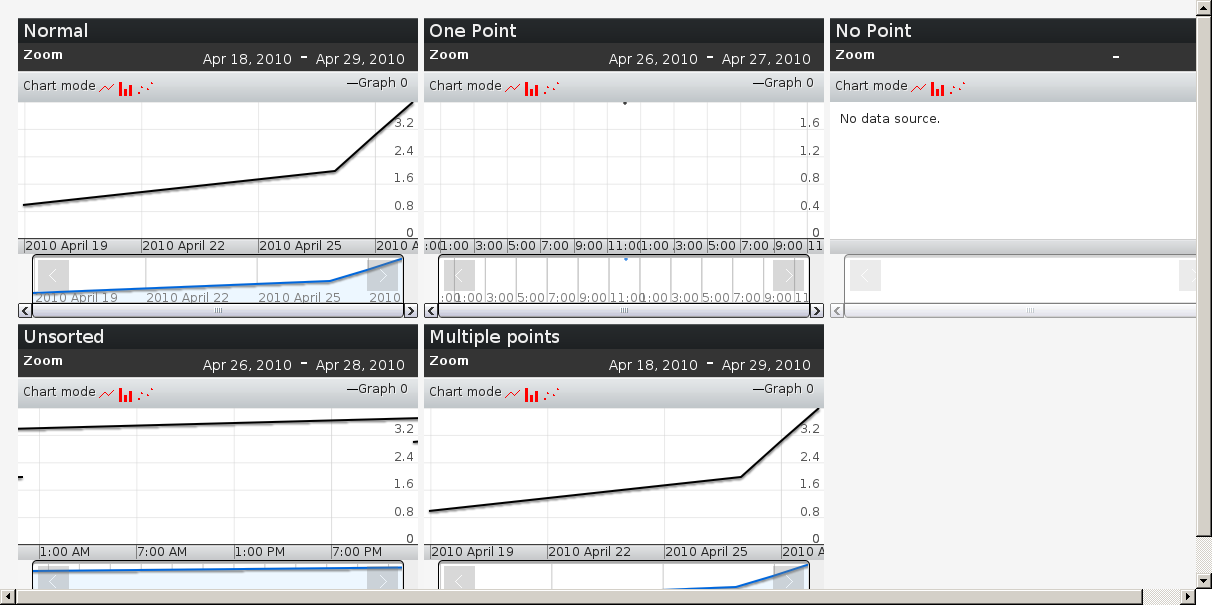 Normal
Zoom
Apr 18, 2010 – Apr 29, 2010
Chart mode
Graph 0
3.2
2.4
1.6
0.8
0
2010 April 19 2010 April 22 2010 April 25 2010 A
2010 April 19 2010 April 22 2010 April 25 2010
One Point
Zoom
Apr 26, 2010 – Apr 27, 2010
Chart mode
Graph 0
1.6
1.2
0.8
0.4
0
:00 1:00 3:00 5:00 7:00 9:00 11:00 1:00 3:00 5:00 7:00 9:00 11
:00 1:00 3:00 5:00 7:00 9:00 11:00 1:00 3:00 5:00 7:00 9:00 11
No Point
Zoom
–
Chart mode
No data source.
Unsorted
Zoom
Apr 26, 2010 – Apr 28, 2010
Chart mode
Graph 0
3.2
2.4
1.6
0.8
0
1:00 AM 7:00 AM 1:00 PM 7:00 PM
Multiple points
Zoom
Apr 18, 2010 – Apr 29, 2010
Chart mode
Graph 0
3.2
2.4
1.6
0.8
0
2010 April 19 2010 April 22 2010 April 25 2010 A